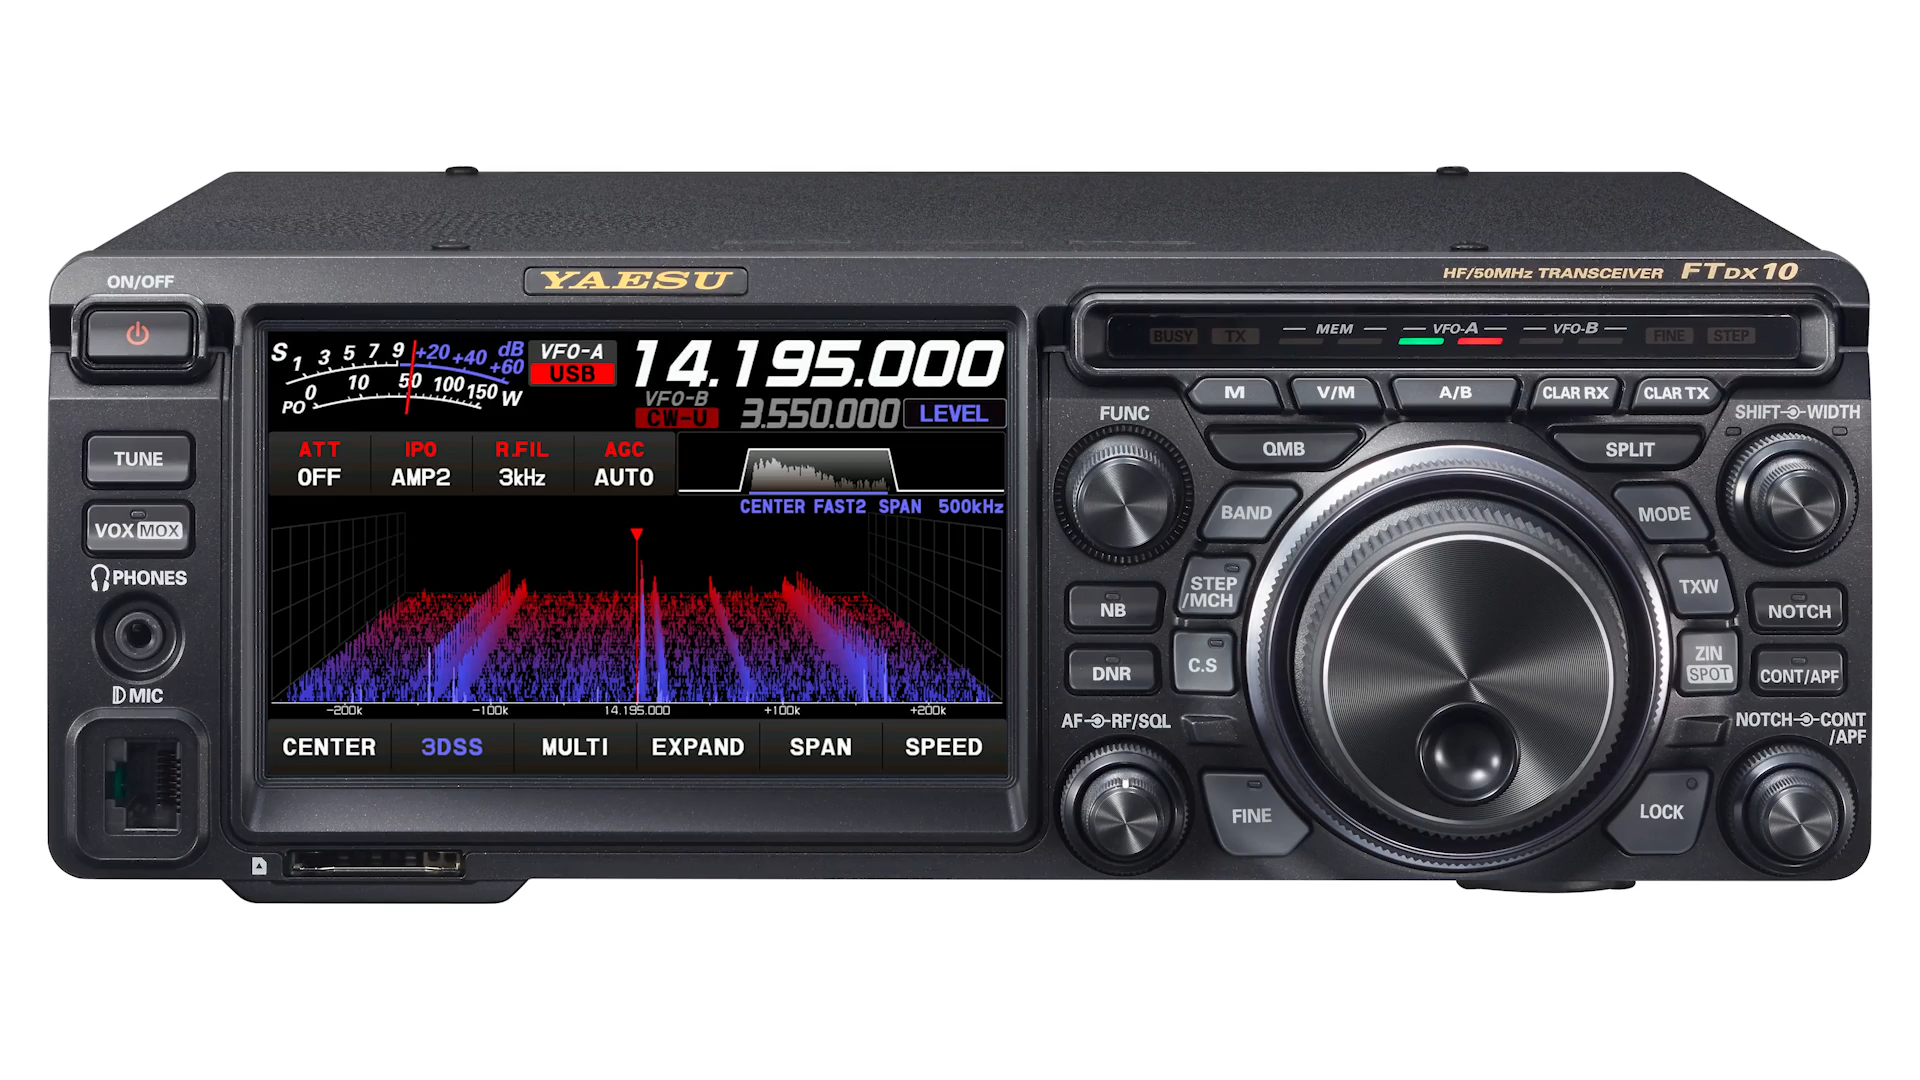 ON/OFF
YAESU
HF/50MHz TRANSCEIVER FTDX10
BUSY TX MEM VFO-A VFO-B FINE STEP
S 1 3 5 7 9 +20 +40 +60 dB
PO 0 10 50 100 150 W
VFO-A
USB
14.195.000
VFO-B
CW-U
3.550.000
LEVEL
ATT IPO R.FIL AGC
OFF AMP2 3kHz AUTO
CENTER FAST2 SPAN 500kHz
-200k -100k 14.195.000 +100k +200k
CENTER 3DSS MULTI EXPAND SPAN SPEED
TUNE
VOX MOX
PHONES
MIC
M V/M A/B CLAR RX CLAR TX
FUNC
SHIFT WIDTH
QMB SPLIT
BAND MODE
STEP
/MCH
TXW
NB
NOTCH
C.S
ZIN
SPOT
DNR
CONT/APF
AF RF/SQL
NOTCH CONT
/APF
FINE
LOCK